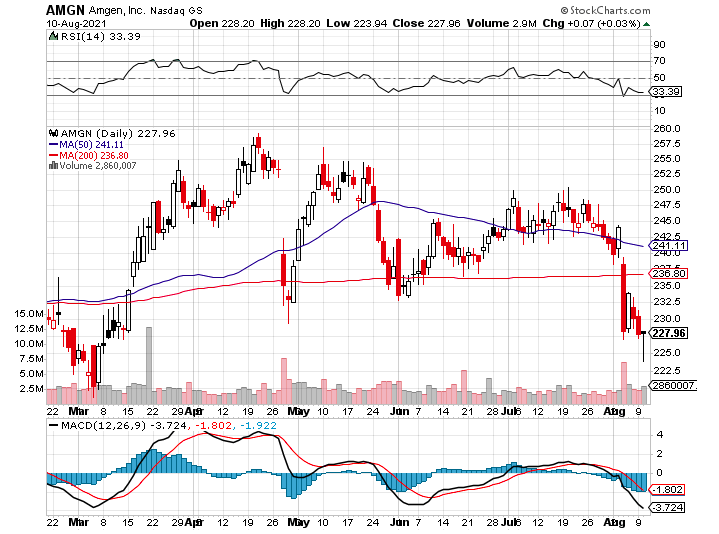 AMGN Amgen, Inc. Nasdaq GS © StockCharts.com
10-Aug-2021 Open 228.20 High 228.20 Low 223.94 Close 227.96 Volume 2.9M Chg +0.07 (+0.03%)
RSI(14) 33.39
90
70
50
33.39
30
10
AMGN (Daily) 227.96
MA(50) 241.11
MA(200) 236.80
Volume 2,860,007
260.0
257.5
255.0
252.5
250.0
247.5
245.0
242.5
241.11
240.0
237.5
236.80
235.0
232.5
230.0
227.96
225.0
222.5
220.0
15.0M
12.5M
10.0M
7.5M
5.0M
2.5M
2860007
22 Mar 8 15 22 29 Apr 12 19 26 May 10 17 24 Jun 7 14 21 28 Jul 12 19 26 Aug 9
MACD(12,26,9) -3.724, -1.802, -1.922
4
2
0
-1.802
-3.724
22 Mar 8 15 22 29 Apr 12 19 26 May 10 17 24 Jun 7 14 21 28 Jul 12 19 26 Aug 9